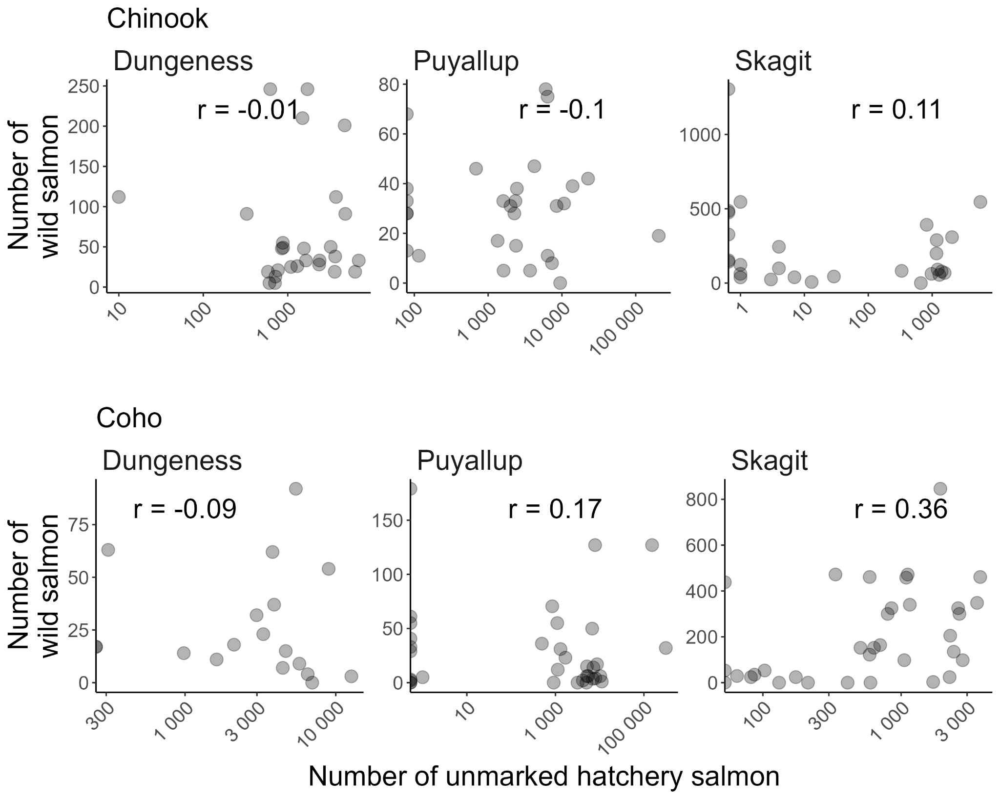 Chinook
Dungeness
Puyallup
Skagit
Number of
wild salmon
250
200
150
100
50
0
r = -0.01
10
100
1 000
80
60
40
20
0
r = -0.1
100
1 000
10 000
100 000
1000
500
0
r = 0.11
1
10
100
1 000
Coho
Dungeness
Puyallup
Skagit
Number of
wild salmon
75
50
25
0
r = -0.09
300
1 000
3 000
10 000
150
100
50
0
r = 0.17
10
1 000
100 000
800
600
400
200
0
r = 0.36
100
300
1 000
3 000
Number of unmarked hatchery salmon